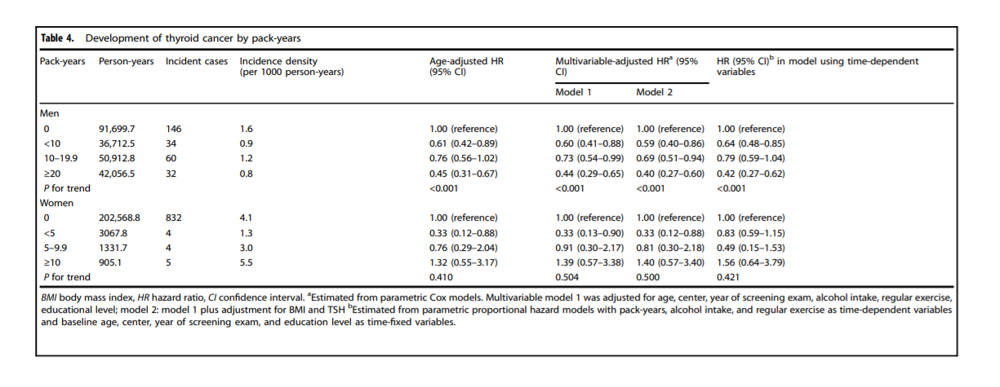 Table 4. Development of thyroid cancer by pack-years
Pack-years Person-years Incident cases Incidence density (per 1000 person-years) Age-adjusted HR (95% CI) Multivariable-adjusted HRa (95% CI) HR (95% CI)b in model using time-dependent variables
Model 1 Model 2
Men
0 91,699.7 146 1.6 1.00 (reference) 1.00 (reference) 1.00 (reference) 1.00 (reference)
<10 36,712.5 34 0.9 0.61 (0.42–0.89) 0.60 (0.41–0.88) 0.59 (0.40–0.86) 0.64 (0.48–0.85)
10–19.9 50,912.8 60 1.2 0.76 (0.56–1.02) 0.73 (0.54–0.99) 0.69 (0.51–0.94) 0.79 (0.59–1.04)
≥20 42,056.5 32 0.8 0.45 (0.31–0.67) 0.44 (0.29–0.65) 0.40 (0.27–0.60) 0.42 (0.27–0.62)
P for trend <0.001 <0.001 <0.001 <0.001
Women
0 202,568.8 832 4.1 1.00 (reference) 1.00 (reference) 1.00 (reference) 1.00 (reference)
<5 3067.8 4 1.3 0.33 (0.12–0.88) 0.33 (0.13–0.90) 0.33 (0.12–0.88) 0.83 (0.59–1.15)
5–9.9 1331.7 4 3.0 0.76 (0.29–2.04) 0.91 (0.30–2.17) 0.81 (0.30–2.18) 0.49 (0.15–1.53)
≥10 905.1 5 5.5 1.32 (0.55–3.17) 1.39 (0.57–3.38) 1.40 (0.57–3.40) 1.56 (0.64–3.79)
P for trend 0.410 0.504 0.500 0.421
BMI body mass index, HR hazard ratio, CI confidence interval. aEstimated from parametric Cox models. Multivariable model 1 was adjusted for age, center, year of screening exam, alcohol intake, regular exercise,
educational level; model 2: model 1 plus adjustment for BMI and TSH bEstimated from parametric proportional hazard models with pack-years, alcohol intake, and regular exercise as time-dependent variables
and baseline age, center, year of screening exam, and education level as time-fixed variables.